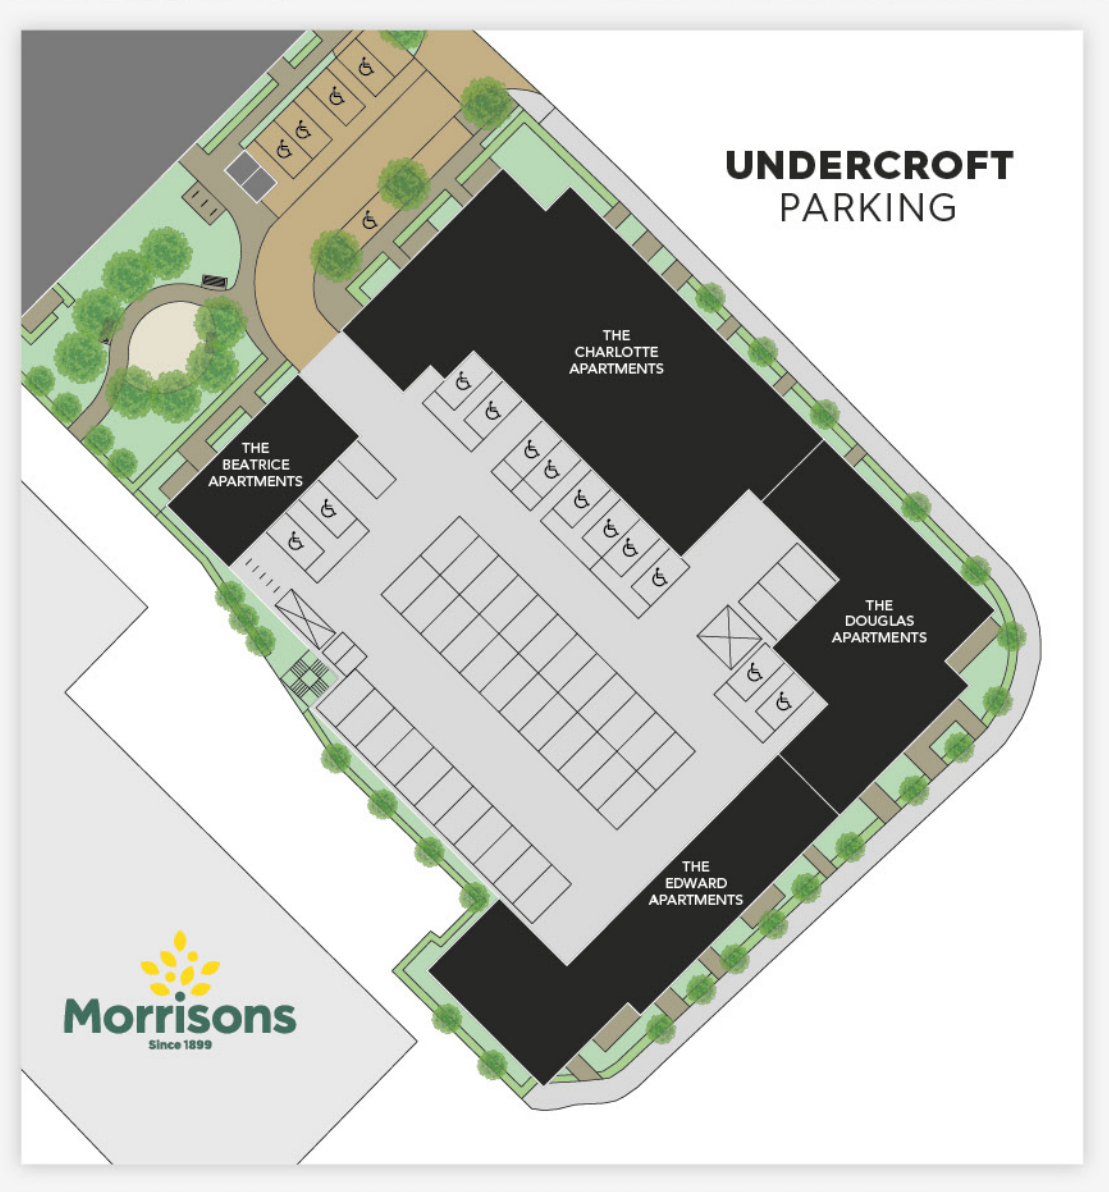 UNDERCROFT
PARKING
THE
CHARLOTTE
APARTMENTS
THE
BEATRICE
APARTMENTS
THE
DOUGLAS
APARTMENTS
THE
EDWARD
APARTMENTS
Morrisons
Since 1899